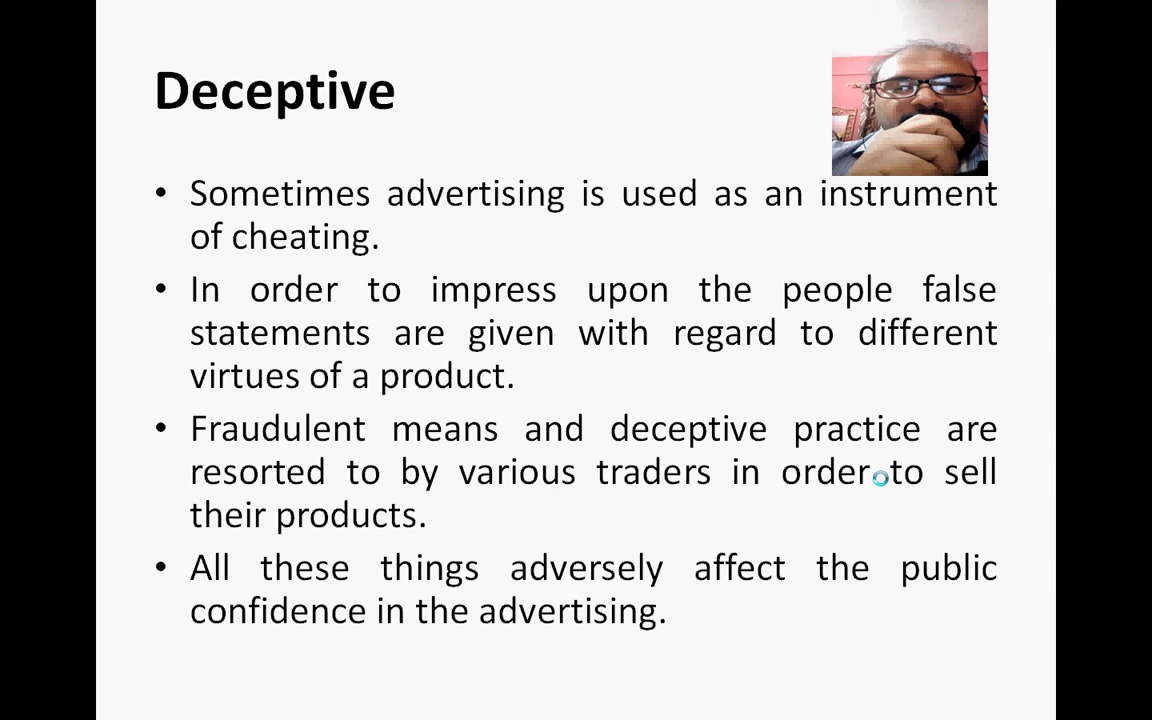 Deceptive
• Sometimes advertising is used as an instrument
of cheating.
• In order to impress upon the people false
statements are given with regard to different
virtues of a product.
• Fraudulent means and deceptive practice are
resorted to by various traders in order to sell
their products.
• All these things adversely affect the public
confidence in the advertising.